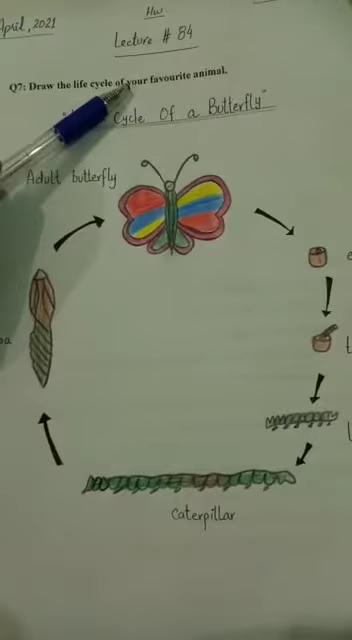 Hw
April, 2021
Lecture # 84
Q7: Draw the life cycle of your favourite animal.
Cycle Of a Butterfly"
Adult butterfly
Caterpillar